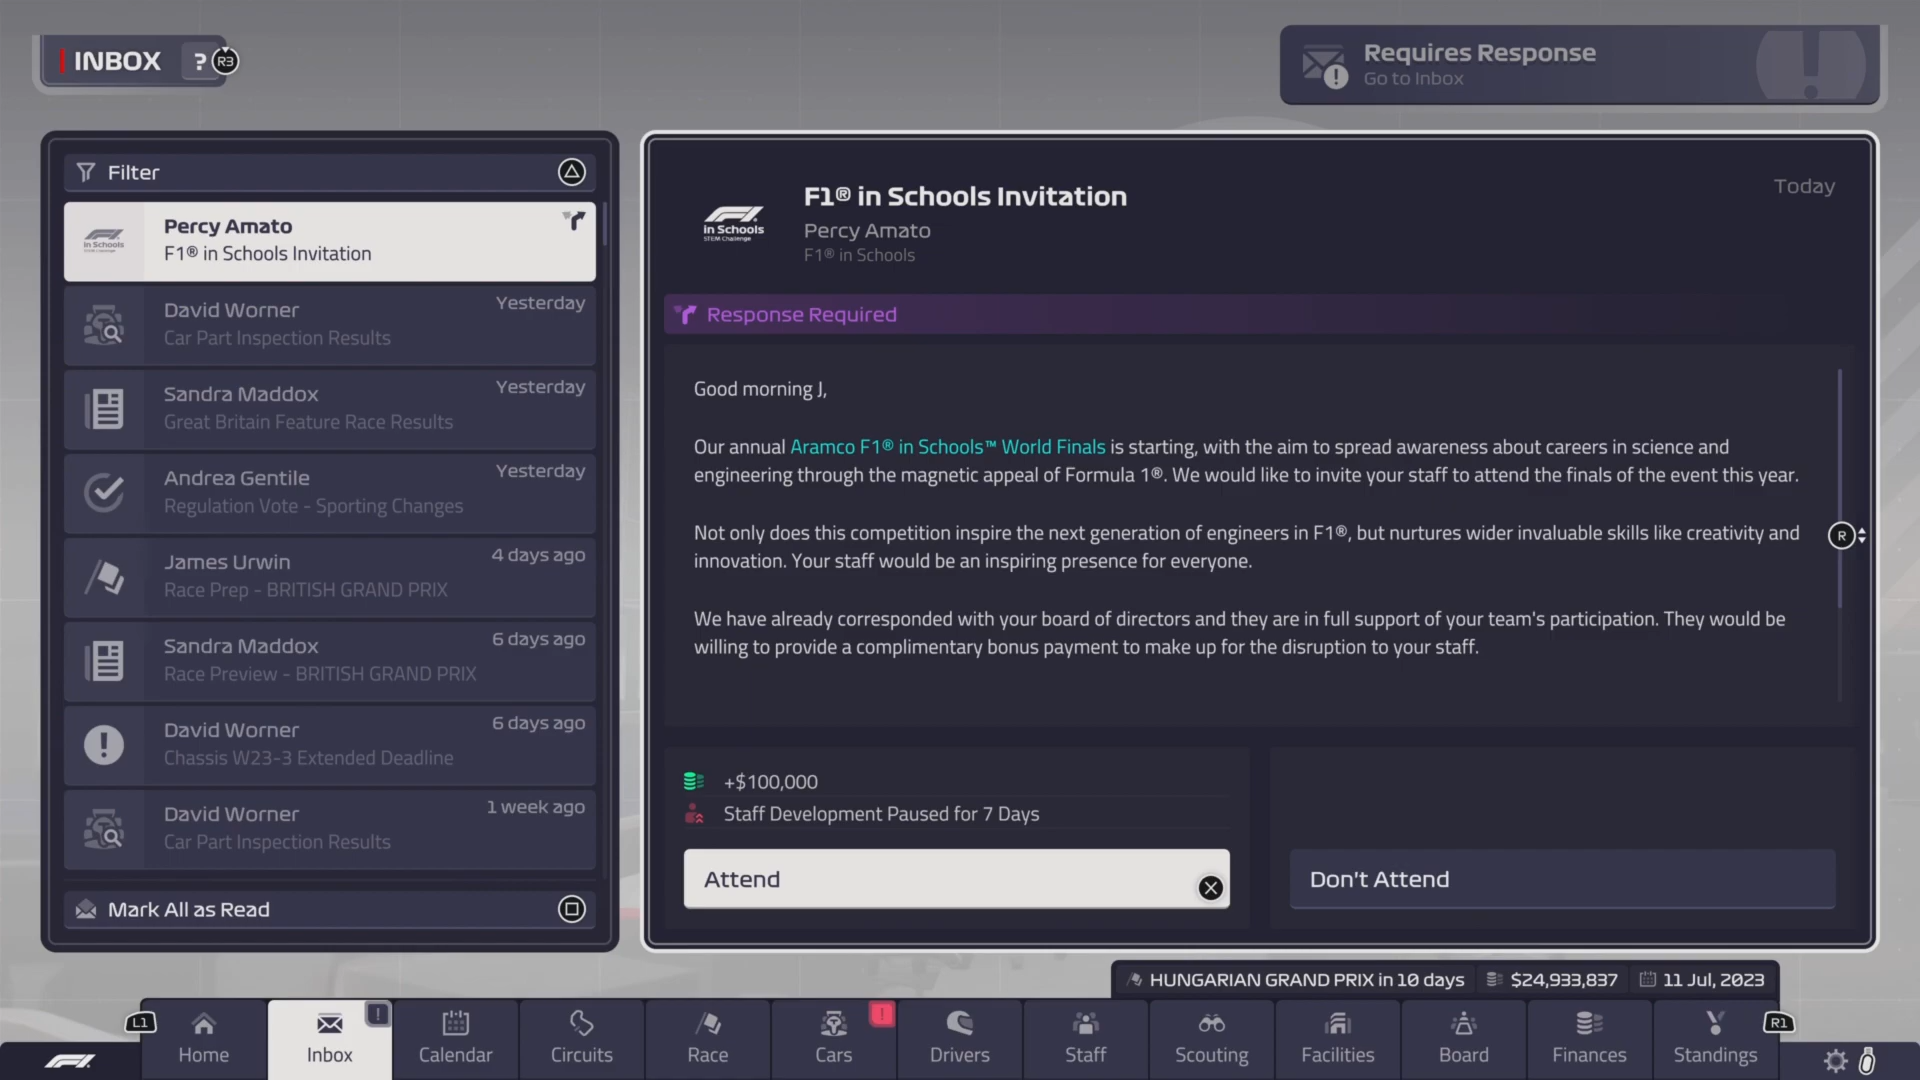 INBOX
?
R3
Requires Response
Go to Inbox
Filter
in Schools
Percy Amato
F1® in Schools Invitation
David Worner
Yesterday
Car Part Inspection Results
Sandra Maddox
Yesterday
Great Britain Feature Race Results
Andrea Gentile
Yesterday
Regulation Vote - Sporting Changes
James Urwin
4 days ago
Race Prep - BRITISH GRAND PRIX
Sandra Maddox
6 days ago
Race Preview - BRITISH GRAND PRIX
David Worner
6 days ago
Chassis W23-3 Extended Deadline
David Worner
1 week ago
Car Part Inspection Results
Mark All as Read
in Schools
STEM Challenge
F1® in Schools Invitation
Percy Amato
F1® in Schools
Today
Response Required
Good morning J,
Our annual Aramco F1® in Schools™ World Finals is starting, with the aim to spread awareness about careers in science and
engineering through the magnetic appeal of Formula 1®. We would like to invite your staff to attend the finals of the event this year.
Not only does this competition inspire the next generation of engineers in F1®, but nurtures wider invaluable skills like creativity and
innovation. Your staff would be an inspiring presence for everyone.
We have already corresponded with your board of directors and they are in full support of your team's participation. They would be
willing to provide a complimentary bonus payment to make up for the disruption to your staff.
R
+$100,000
Staff Development Paused for 7 Days
Attend
Don't Attend
HUNGARIAN GRAND PRIX in 10 days
$24,933,837
11 Jul, 2023
L1
Home
Inbox
Calendar
Circuits
Race
Cars
Drivers
Staff
Scouting
Facilities
Board
Finances
Standings
R1